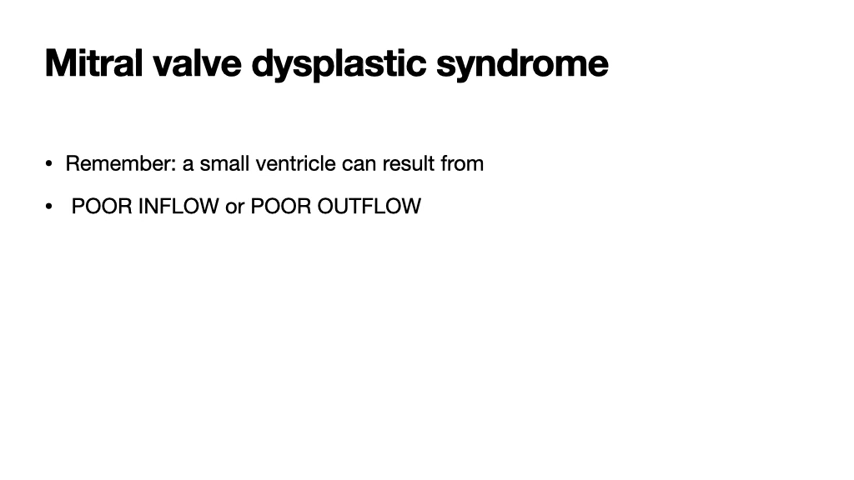 Mitral valve dysplastic syndrome
• Remember: a small ventricle can result from
• POOR INFLOW or POOR OUTFLOW